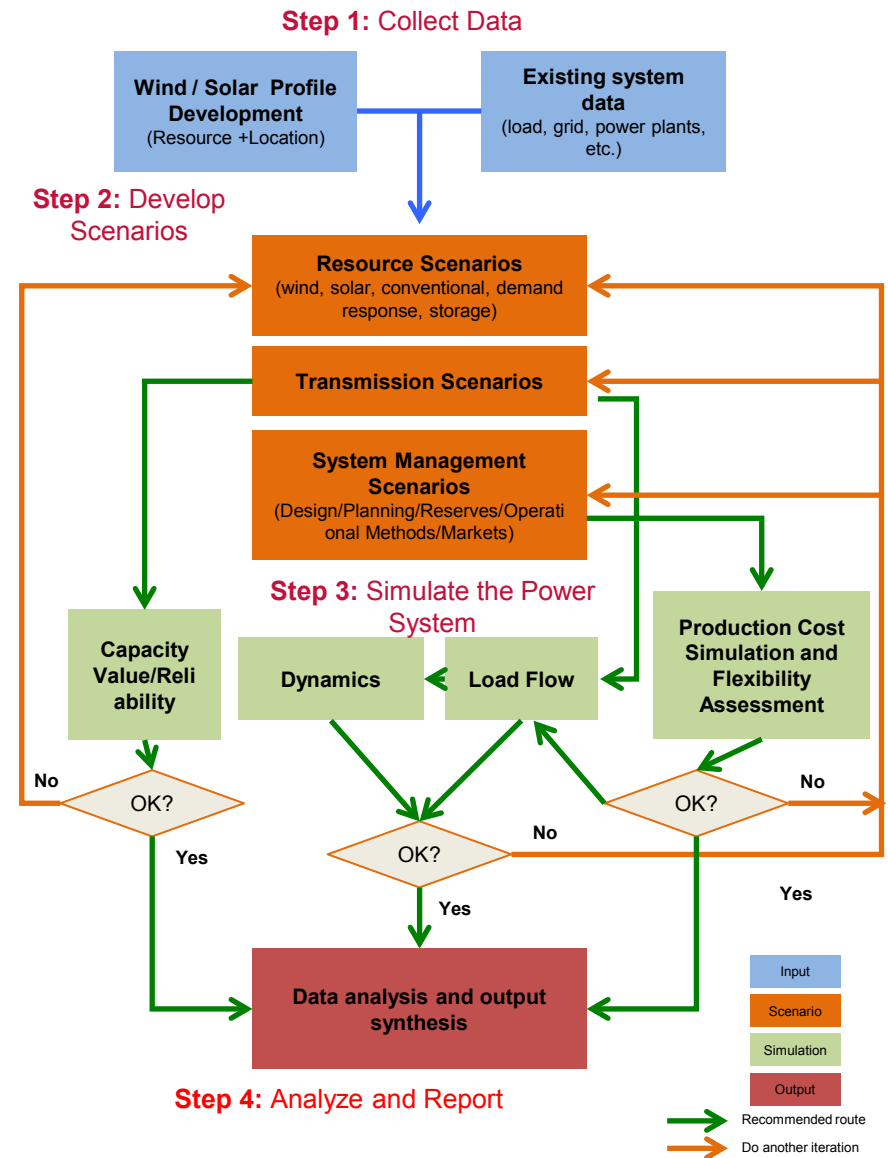 Step 1: Collect Data
Wind / Solar Profile
Development
(Resource +Location)
Existing system
data
(load, grid, power plants,
etc.)
Step 2: Develop
Scenarios
Resource Scenarios
(wind, solar, conventional, demand
response, storage)
Transmission Scenarios
System Management
Scenarios
(Design/Planning/Reserves/Operati
onal Methods/Markets)
Step 3: Simulate the Power
System
Capacity
Value/Reli
ability
Dynamics
Load Flow
Production Cost
Simulation and
Flexibility
Assessment
No
OK?
Yes
OK?
No
Yes
OK?
No
Yes
Data analysis and output
synthesis
Step 4: Analyze and Report
Input
Scenario
Simulation
Output
Recommended route
Do another iteration